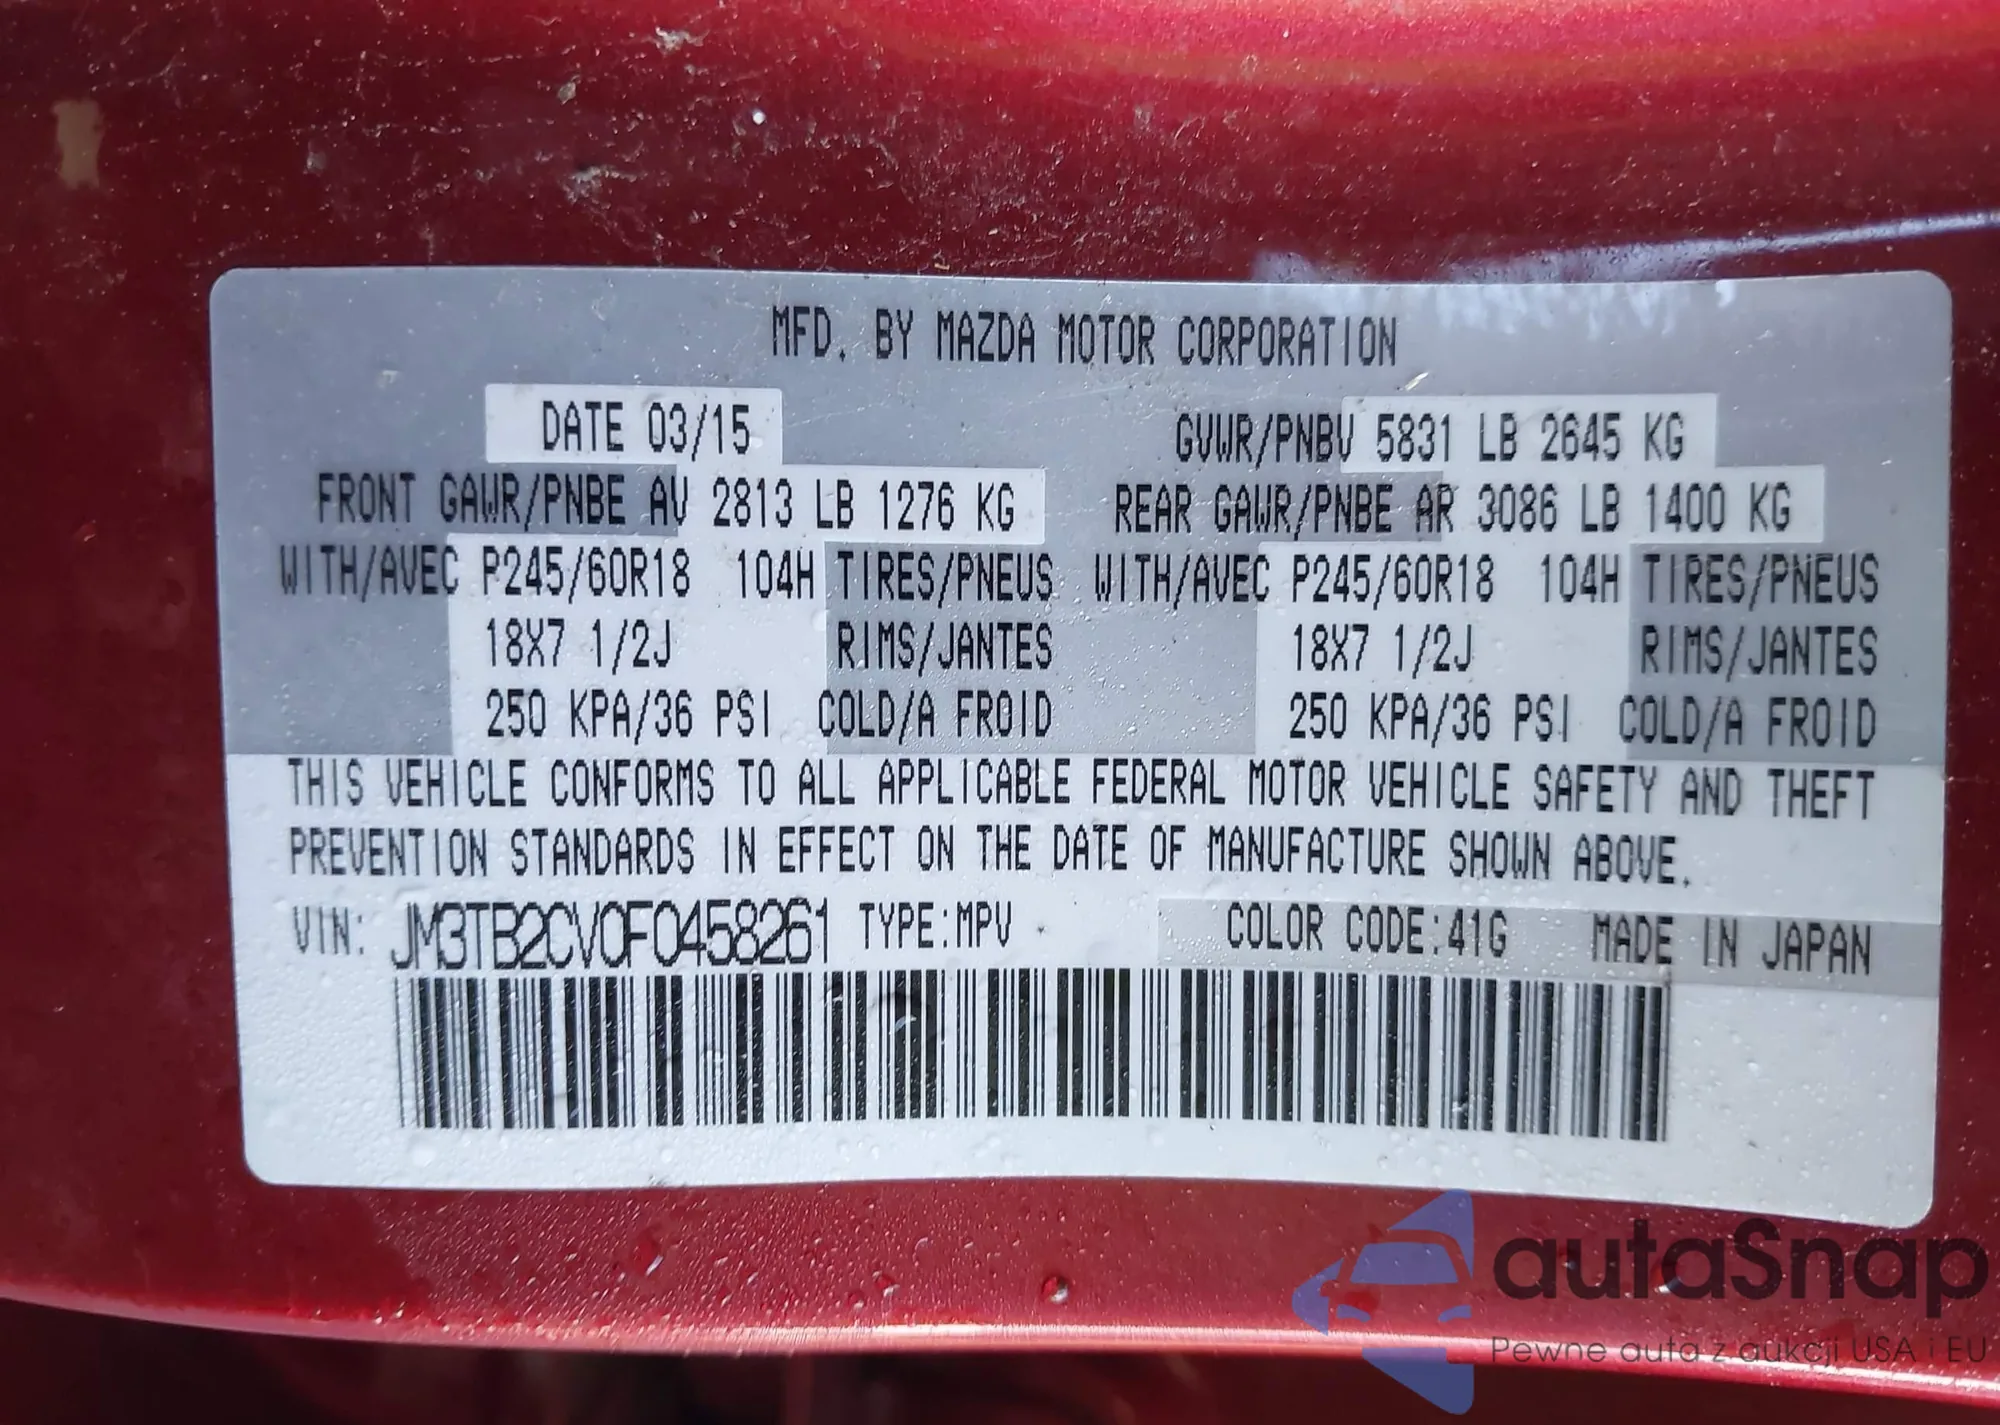 MFD. BY MAZDA MOTOR CORPORATION
DATE 03/15 GVWR/PNBV 5831 LB 2645 KG
FRONT GAWR/PNBE AV 2813 LB 1276 KG REAR GAWR/PNBE AR 3086 LB 1400 KG
WITH/AVEC P245/60R18 104H TIRES/PNEUS WITH/AVEC P245/60R18 104H TIRES/PNEUS
18X7 1/2J RIMS/JANTES 18X7 1/2J RIMS/JANTES
250 KPA/36 PSI COLD/A FROID 250 KPA/36 PSI COLD/A FROID
THIS VEHICLE CONFORMS TO ALL APPLICABLE FEDERAL MOTOR VEHICLE SAFETY AND THEFT
PREVENTION STANDARDS IN EFFECT ON THE DATE OF MANUFACTURE SHOWN ABOVE.
VIN: JM3TB2CV0F0458261 TYPE:MPV COLOR CODE:41G MADE IN JAPAN
autaSnap
Pewne auta z aukcji USA i EU